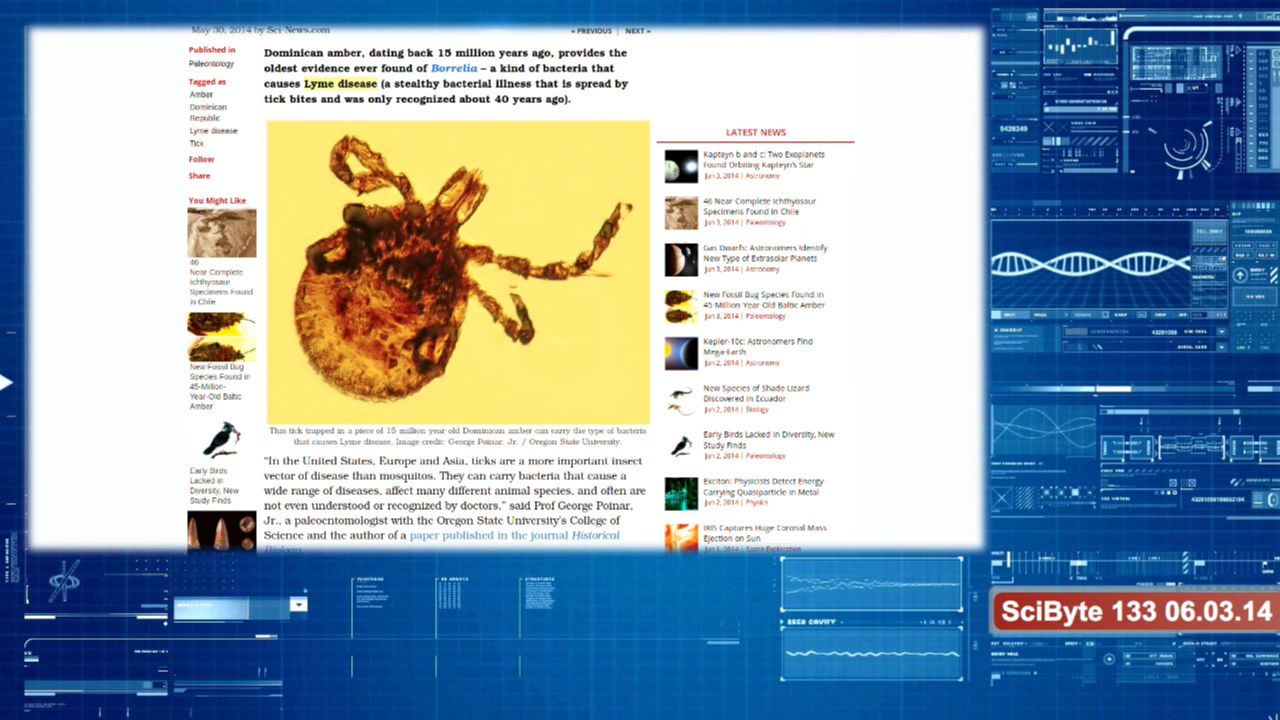 May 30, 2014 by Sci-News.com
« PREVIOUS | NEXT »
Published in
Paleontology
Tagged as
Amber
Dominican
Republic
Lyme disease
Tick
Follow
Share
You Might Like
46
Near-Complete
Ichthyosaur
Specimens Found
in Chile
New Fossil Bug
Species Found in
45-Million-
Year-Old Baltic
Amber
Early Birds
Lacked in
Diversity, New
Study Finds
Dominican amber, dating back 15 million years ago, provides the
oldest evidence ever found of Borrelia – a kind of bacteria that
causes Lyme disease (a stealthy bacterial illness that is spread by
tick bites and was only recognized about 40 years ago).
This tick trapped in a piece of 15 million year old Dominican amber can carry the type of bacteria
that causes Lyme disease. Image credit: George Poinar, Jr. / Oregon State University.
“In the United States, Europe and Asia, ticks are a more important insect
vector of disease than mosquitos. They can carry bacteria that cause a
wide range of diseases, affect many different animal species, and often are
not even understood or recognized by doctors,” said Prof George Poinar,
Jr., a paleoentomologist with the Oregon State University’s College of
Science and the author of a paper published in the journal Historical
Biology.
LATEST NEWS
Kapteyn b and c: Two Exoplanets
Found Orbiting Kapteyn's Star
Jun 3, 2014 | Astronomy
46 Near Complete Ichthyosaur
Specimens Found in Chile
Jun 3, 2014 | Paleontology
Gas Dwarfs: Astronomers Identify
New Type of Extrasolar Planets
Jun 3, 2014 | Astronomy
New Fossil Bug Species Found in
45 Million-Year Old Baltic Amber
Jun 3, 2014 | Paleontology
Kepler-10c: Astronomers Find
Mega-Earth
Jun 2, 2014 | Astronomy
New Species of Shade Lizard
Discovered in Ecuador
Jun 2, 2014 | Biology
Early Birds Lacked in Diversity, New
Study Finds
Jun 2, 2014 | Paleontology
Exciton: Physicists Detect Energy
Carrying Quasiparticle in Metal
Jun 2, 2014 | Physics
IRIS Captures Huge Coronal Mass
Ejection on Sun
Jun 1, 2014 | Space Exploration
9428249
SciByte 133 06.03.14